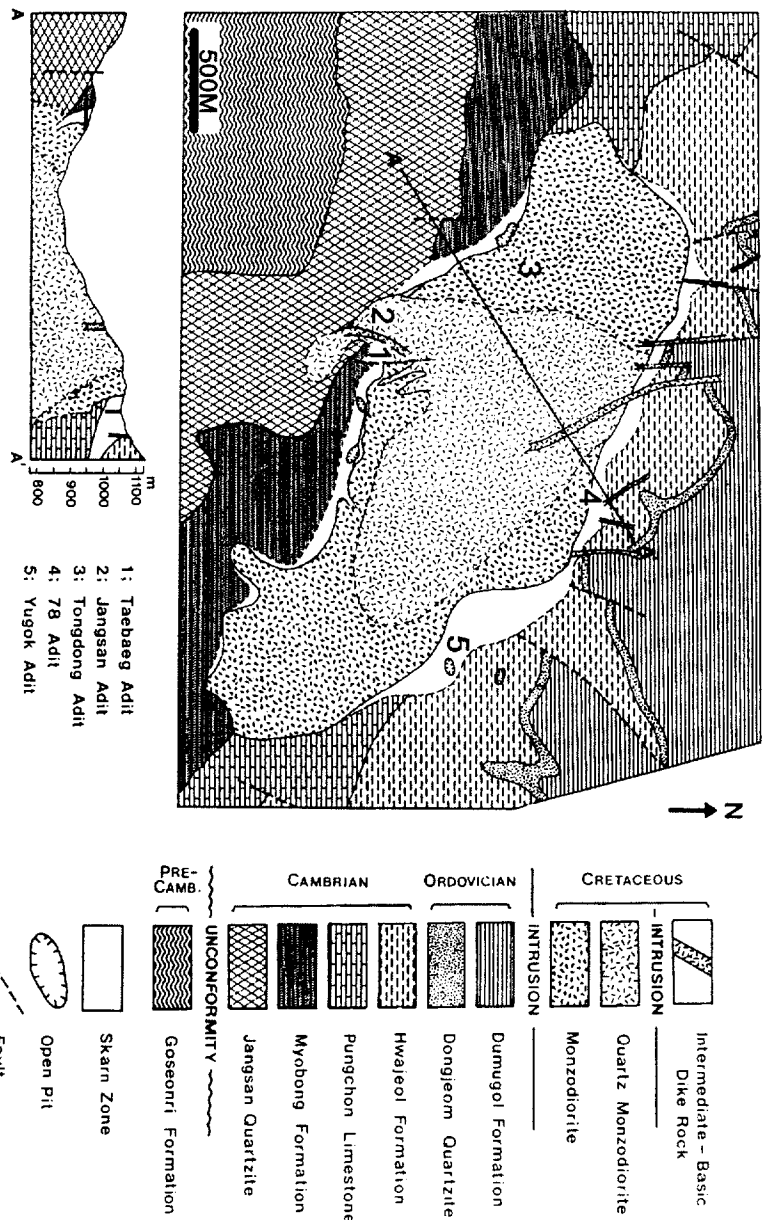 A
A'
m
800
900
1000
1100
1; Taebaeg Adit
2; Jangsan Adit
3: Tongdong Adit
4; 78 Adit
5; Yugok Adit
500M
A
A'
1
2
3
4
5
N
CRETACEOUS
Intermediate – Basic
Dike Rock
INTRUSION
Quartz Monzodiorite
Monzodiorite
INTRUSION
ORDOVICIAN
Dumugol Formation
Dongjeom Quartzite
CAMBRIAN
Hwajeol Formation
Pungchon Limestone
Myobong Formation
Jangsan Quartzite
UNCONFORMITY
PRE-
CAMB.
Goseonri Formation
Skarn Zone
Open Pit
Fault